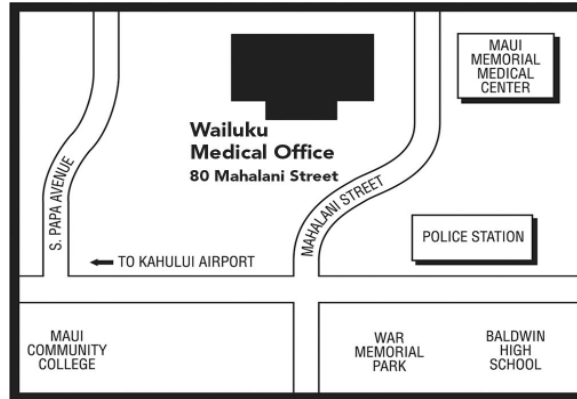 MAUI
MEMORIAL
MEDICAL
CENTER
Wailuku
Medical Office
80 Mahalani Street
S. PAPA AVENUE
MAHALANI STREET
POLICE STATION
TO KAHULUI AIRPORT
MAUI
COMMUNITY
COLLEGE
WAR
MEMORIAL
PARK
BALDWIN
HIGH
SCHOOL